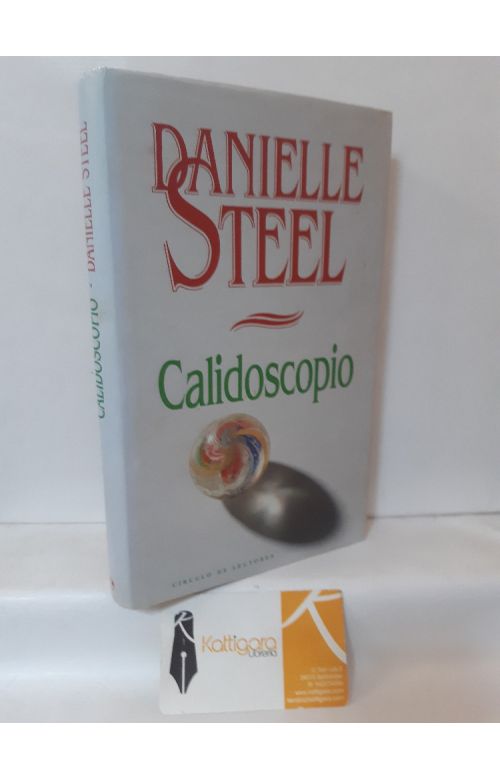 DANIELLE
STEEL
Calidoscopio
CÍRCULO DE LECTORES
CALIDOSCOPIO · DANIELLE STEEL
Kattigara
Librería